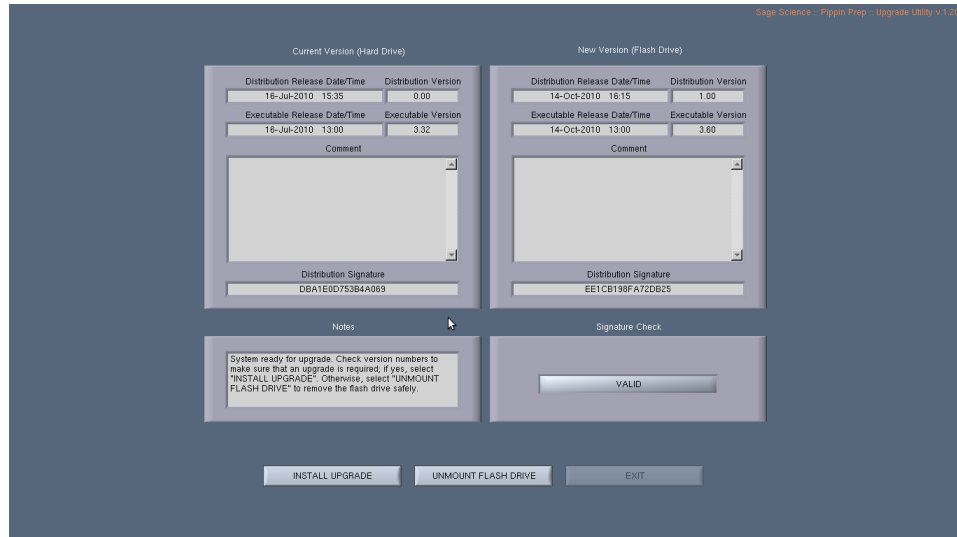 Sage Science :: Pippin Prep :: Upgrade Utility v.1.20
Current Version (Hard Drive)
Distribution Release Date/Time Distribution Version
16-Jul-2010 15:35 0.00
Executable Release Date/Time Executable Version
16-Jul-2010 13:00 3.32
Comment
Distribution Signature
DBA1E0D753B4A069
New Version (Flash Drive)
Distribution Release Date/Time Distribution Version
14-Oct-2010 16:15 1.00
Executable Release Date/Time Executable Version
14-Oct-2010 13:00 3.60
Comment
Distribution Signature
EE1CB198FA72DB25
Notes
System ready for upgrade. Check version numbers to
make sure that an upgrade is required; if yes, select
"INSTALL UPGRADE". Otherwise, select "UNMOUNT
FLASH DRIVE" to remove the flash drive safely.
Signature Check
VALID
INSTALL UPGRADE
UNMOUNT FLASH DRIVE
EXIT